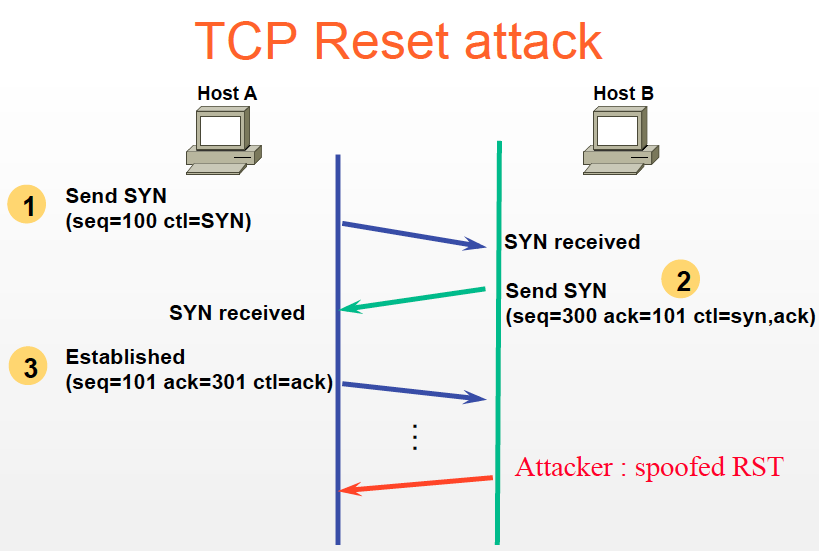 TCP Reset attack
Host A
Host B
1
Send SYN
(seq=100 ctl=SYN)
SYN received
2
Send SYN
(seq=300 ack=101 ctl=syn,ack)
SYN received
3
Established
(seq=101 ack=301 ctl=ack)
⋮
Attacker : spoofed RST